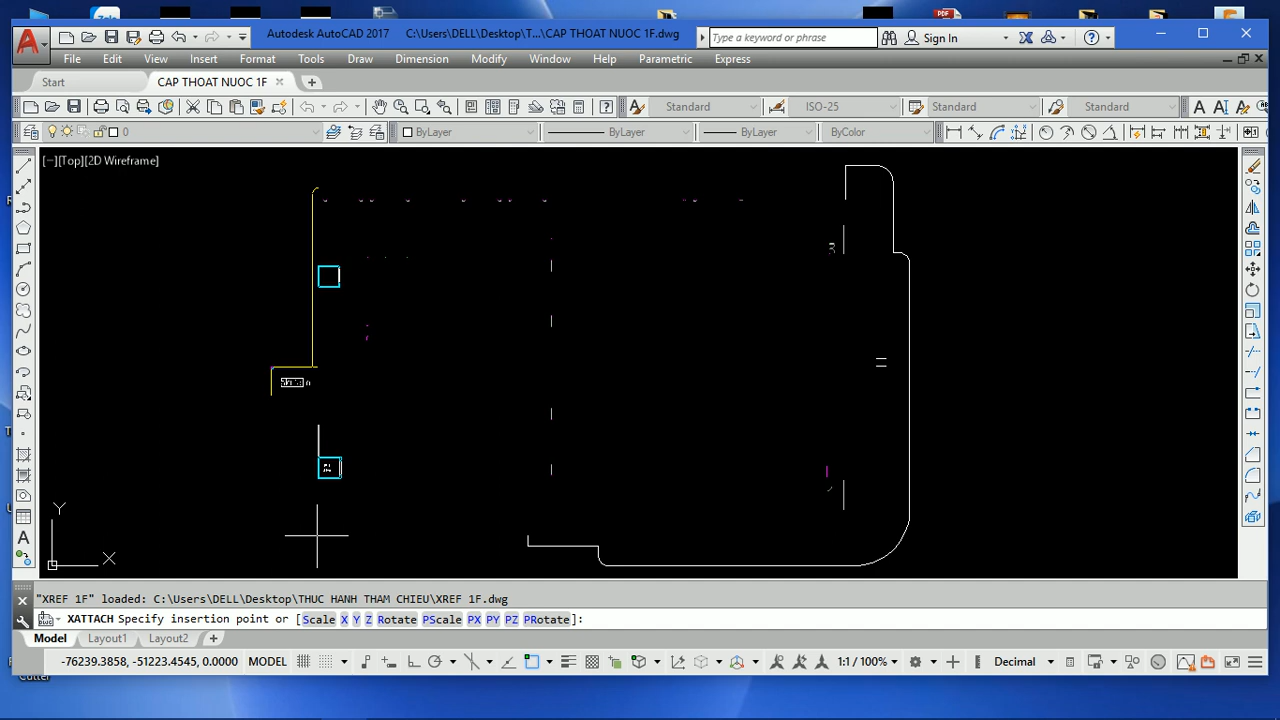 Autodesk AutoCAD 2017 C:\Users\DELL\Desktop\T...\CAP THOAT NUOC 1F.dwg
Type a keyword or phrase
Sign In
File Edit View Insert Format Tools Draw Dimension Modify Window Help Parametric Express
Start
CAP THOAT NUOC 1F
Standard
ISO-25
Standard
Standard
0
ByLayer
ByLayer
ByLayer
ByColor
[−][Top][2D Wireframe]
Y
X
"XREF 1F" loaded: C:\Users\DELL\Desktop\THUC HANH THAM CHIEU\XREF 1F.dwg
XATTACH Specify insertion point or [Scale X Y Z Rotate PScale PX PY PZ PRotate]:
Model Layout1 Layout2
-76239.3858, -51223.4545, 0.0000 MODEL 1:1 / 100% Decimal